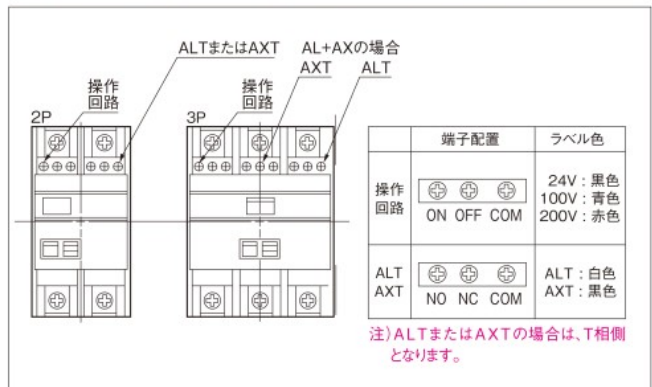 ALTまたはAXT
AL+AXの場合
AXT
ALT
操作
回路
操作
回路
2P
3P
端子配置
ラベル色
操作
回路
ON OFF COM
24V：黒色
100V：青色
200V：赤色
ALT
AXT
NO NC COM
ALT：白色
AXT：黒色
注）ALTまたはAXTの場合は、T相側
となります。